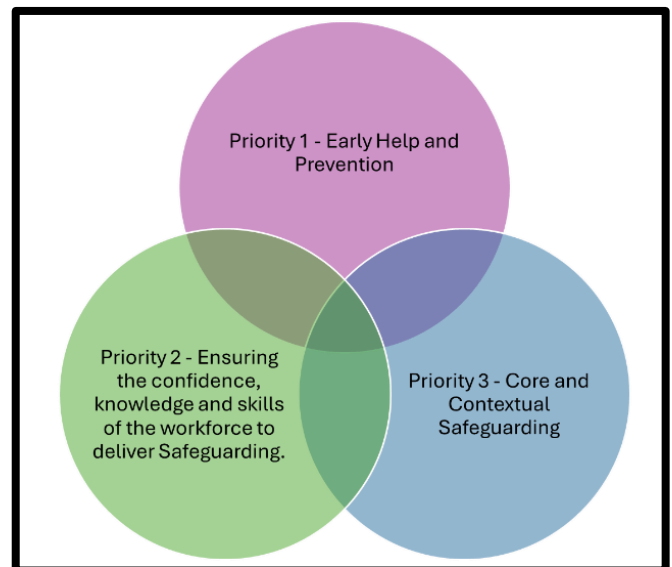 Priority 1 - Early Help and
Prevention
Priority 2 - Ensuring
the confidence,
knowledge and skills
of the workforce to
deliver Safeguarding.
Priority 3 - Core and
Contextual
Safeguarding